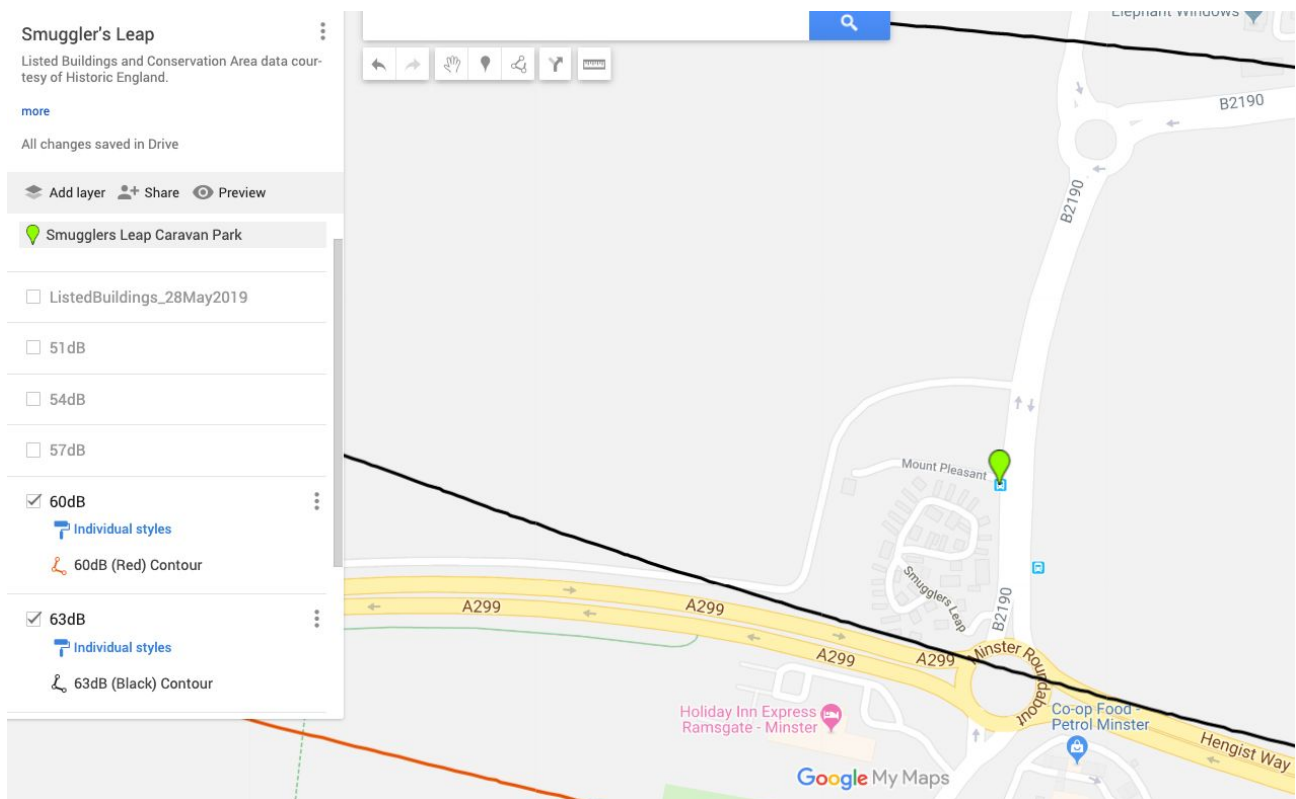 Smuggler's Leap
Listed Buildings and Conservation Area data cour-
tesy of Historic England.
more
All changes saved in Drive
Add layer Share Preview
Smugglers Leap Caravan Park
ListedBuildings_28May2019
51dB
54dB
57dB
60dB
Individual styles
60dB (Red) Contour
63dB
Individual styles
63dB (Black) Contour
Elephant Windows
B2190
B2190
Mount Pleasant
Smugglers Leap
B2190
A299
A299
A299
A299
Minster Roundabout
Holiday Inn Express
Ramsgate - Minster
Co-op Food -
Petrol Minster
Hengist Way
Google My Maps